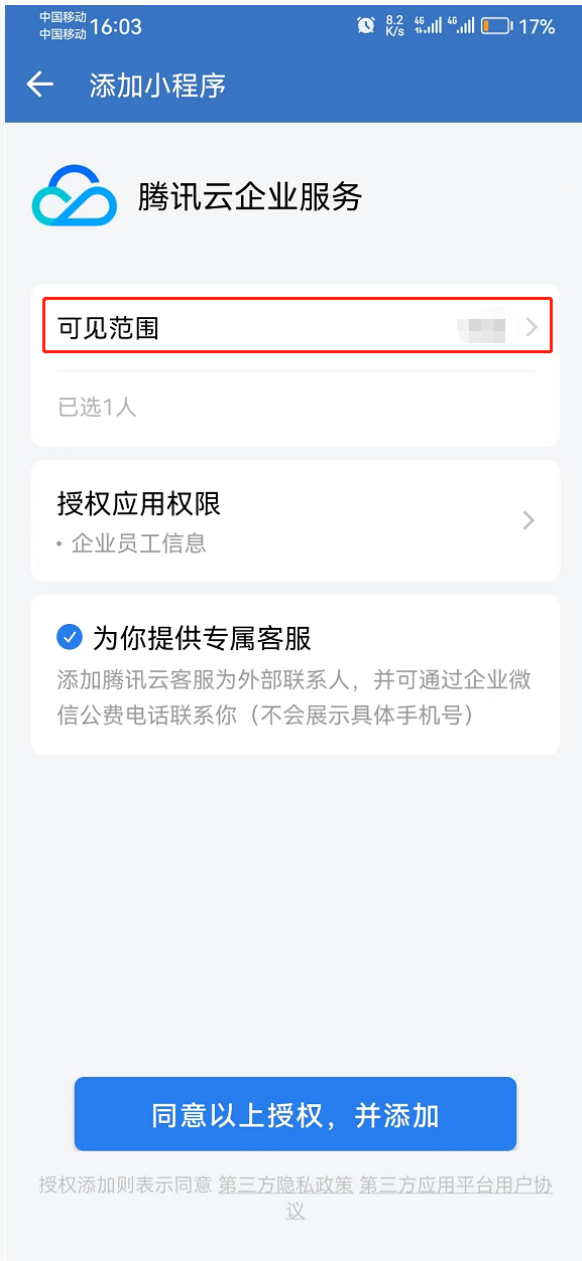 中国移动
中国移动 16:03 8.2 K/s 4G 4G 17%
添加小程序
腾讯云企业服务
可见范围
已选1人
授权应用权限
• 企业员工信息
为你提供专属客服
添加腾讯云客服为外部联系人，并可通过企业微
信公费电话联系你（不会展示具体手机号）
同意以上授权，并添加
授权添加则表示同意 第三方隐私政策 第三方应用平台用户协
议